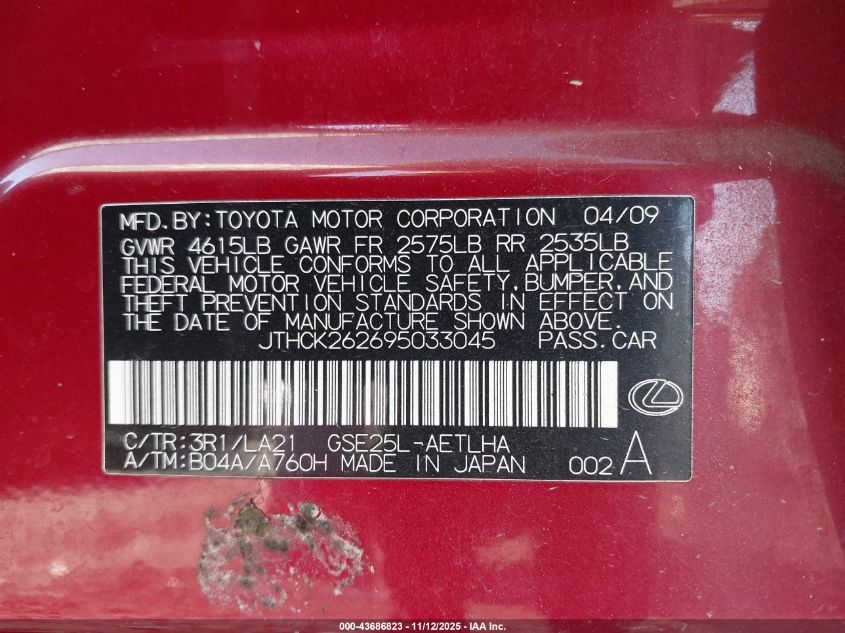 MFD.BY:TOYOTA MOTOR CORPORATION 04/09
GVWR 4615LB GAWR FR 2575LB RR 2535LB
THIS VEHICLE CONFORMS TO ALL APPLICABLE
FEDERAL MOTOR VEHICLE SAFETY,BUMPER,AND
THEFT PREVENTION STANDARDS IN EFFECT ON
THE DATE OF MANUFACTURE SHOWN ABOVE.
JTHCK262695033045 PASS.CAR
C/TR:3R1/LA21 GSE25L-AETLHA
A/TM:B04A/A760H MADE IN JAPAN 002 A
000-43686823 - 11/12/2025 - IAA Inc.